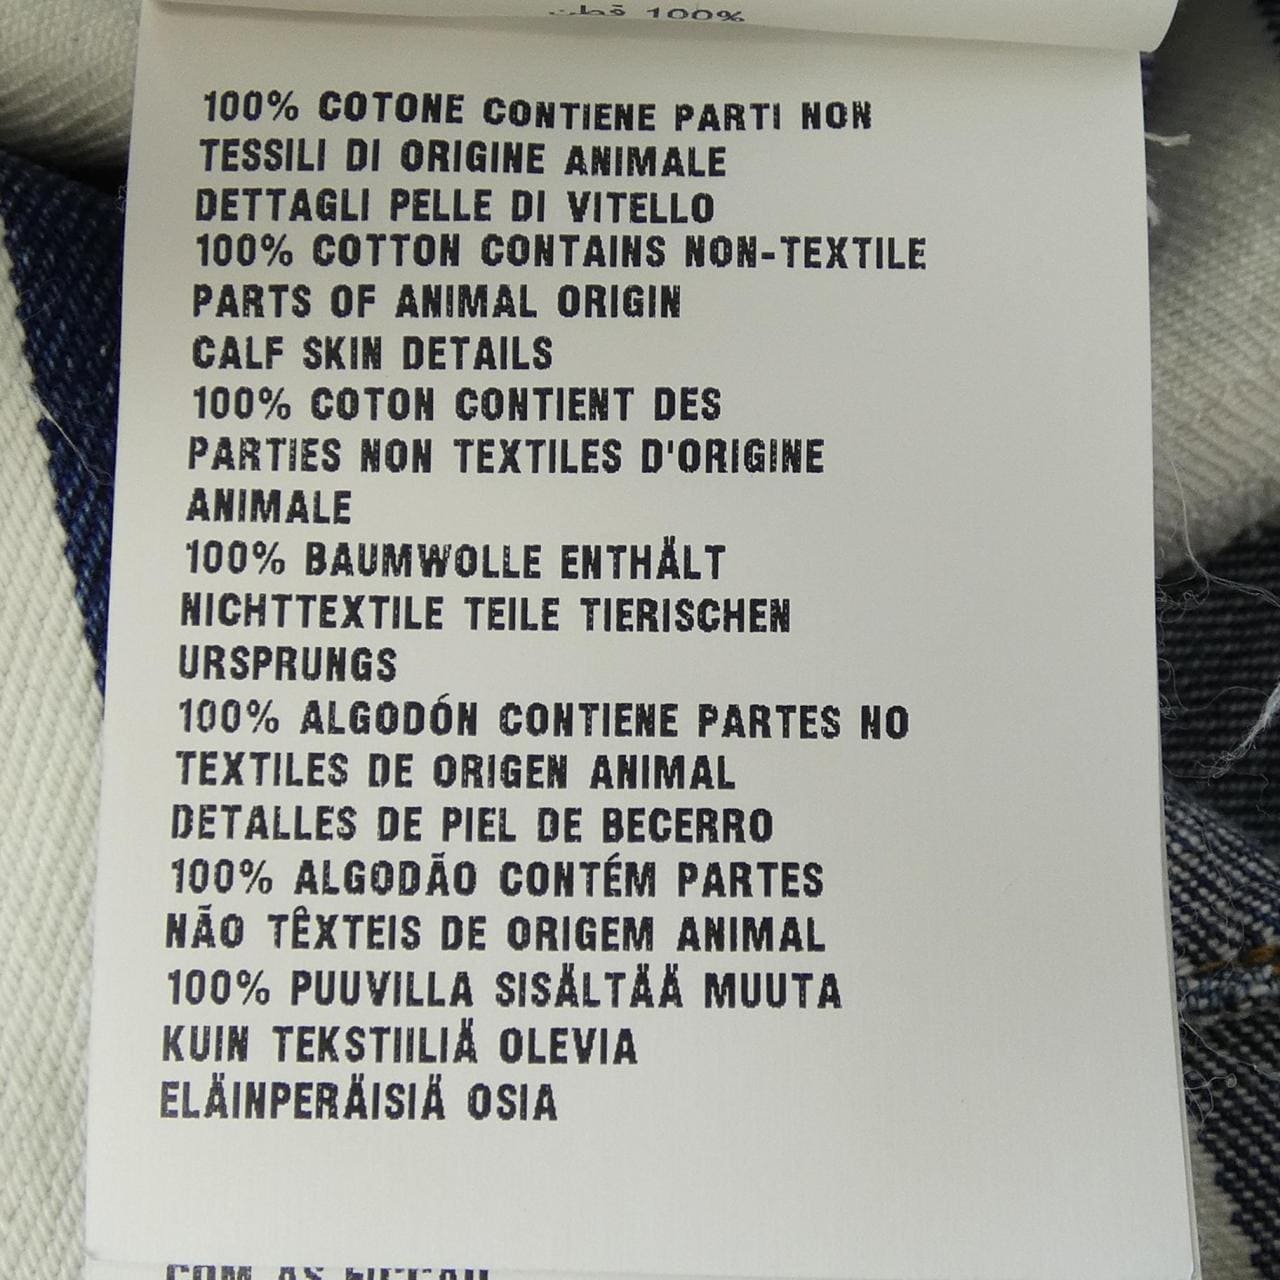 100% قطن
100% COTONE CONTIENE PARTI NON
TESSILI DI ORIGINE ANIMALE
DETTAGLI PELLE DI VITELLO
100% COTTON CONTAINS NON-TEXTILE
PARTS OF ANIMAL ORIGIN
CALF SKIN DETAILS
100% COTON CONTIENT DES
PARTIES NON TEXTILES D'ORIGINE
ANIMALE
100% BAUMWOLLE ENTHÄLT
NICHTTEXTILE TEILE TIERISCHEN
URSPRUNGS
100% ALGODÓN CONTIENE PARTES NO
TEXTILES DE ORIGEN ANIMAL
DETALLES DE PIEL DE BECERRO
100% ALGODÃO CONTÉM PARTES
NÃO TÊXTEIS DE ORIGEM ANIMAL
100% PUUVILLA SISÄLTÄÄ MUUTA
KUIN TEKSTIILIÄ OLEVIA
ELÄINPERÄISIÄ OSIA